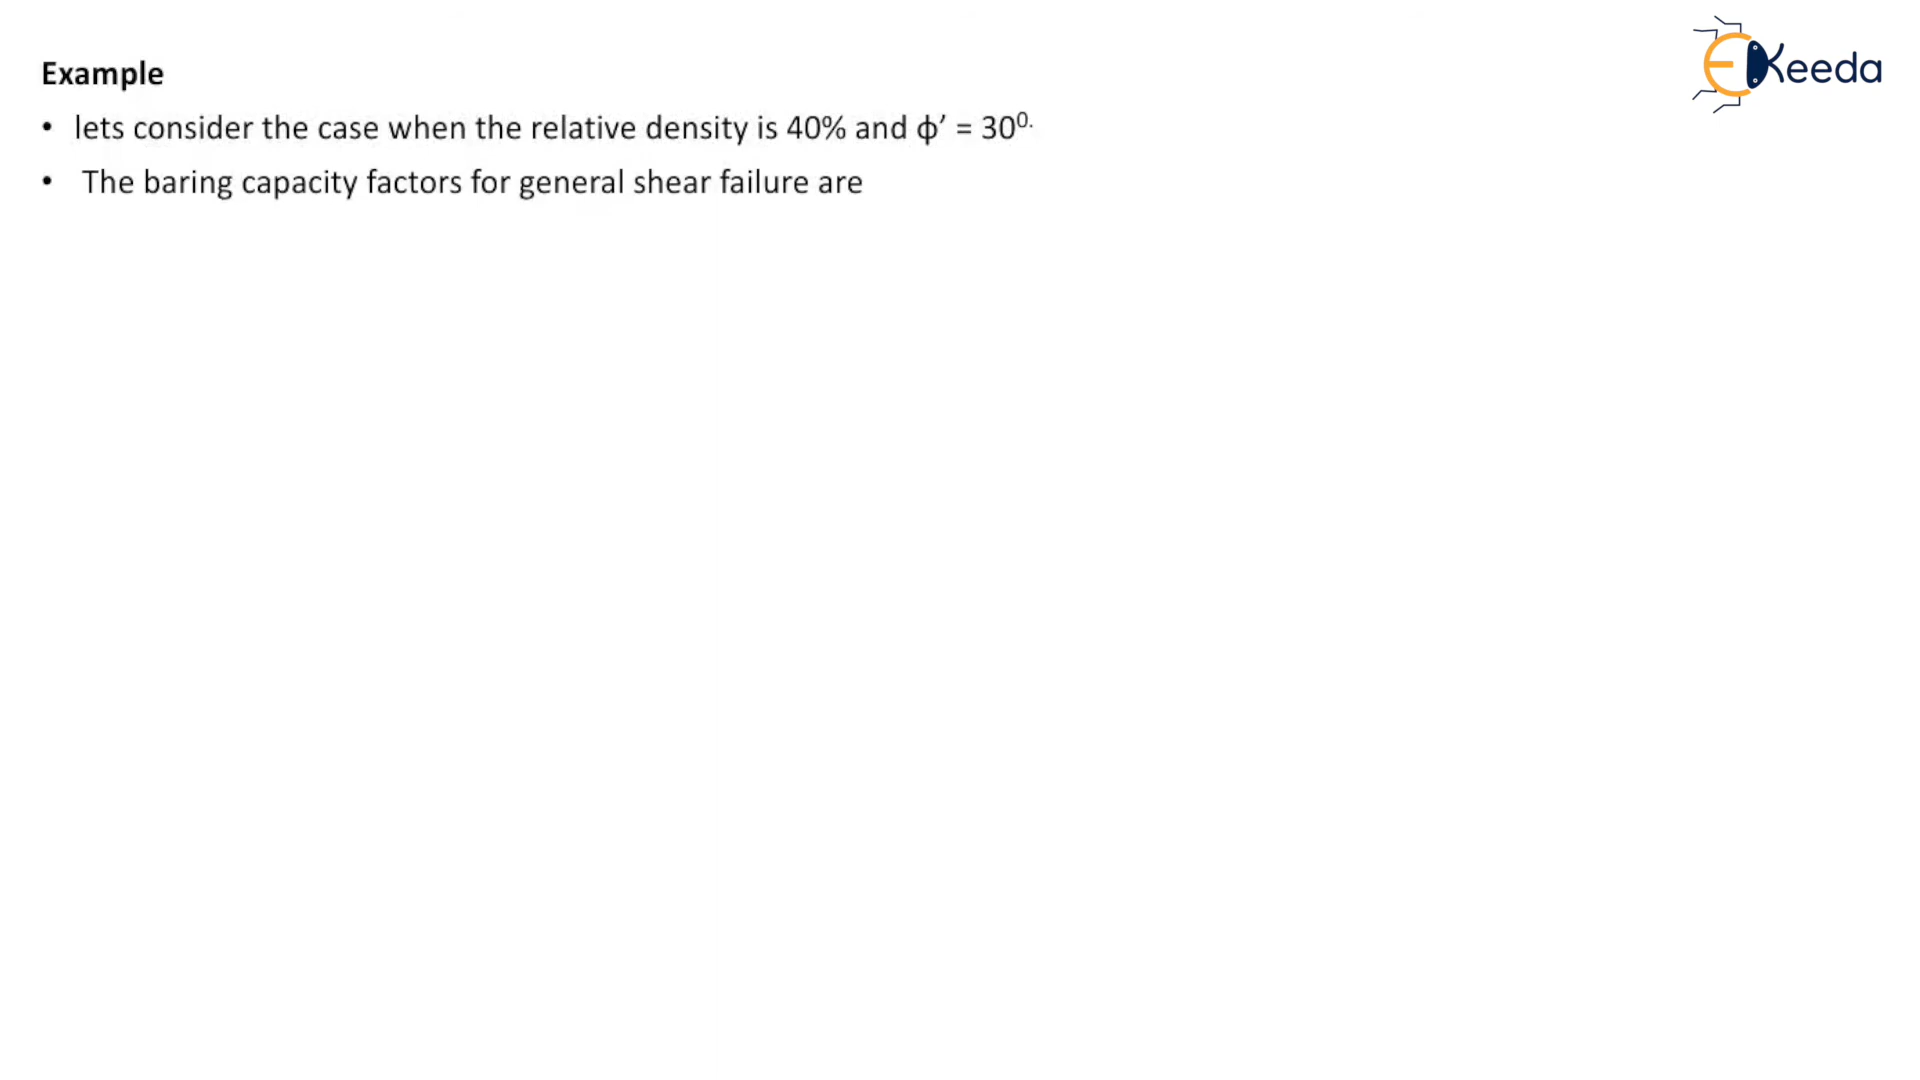 EKeeda
Example
• lets consider the case when the relative density is 40% and ϕ’ = 30⁰·
• The baring capacity factors for general shear failure are